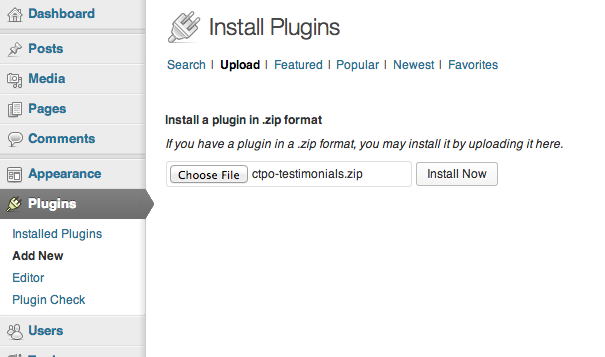 Dashboard
Posts
Media
Pages
Comments
Appearance
Plugins
Installed Plugins
Add New
Editor
Plugin Check
Users
Install Plugins
Search | Upload | Featured | Popular | Newest | Favorites
Install a plugin in .zip format
If you have a plugin in a .zip format, you may install it by uploading it here.
Choose File ctpo-testimonials.zip Install Now